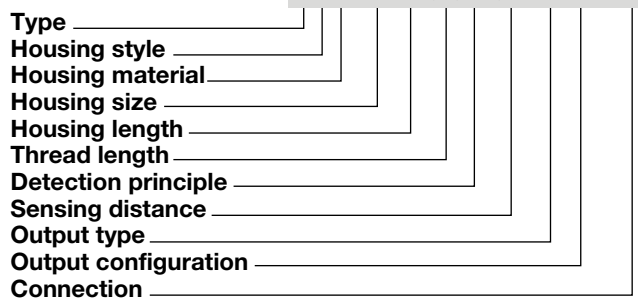 Type
Housing style
Housing material
Housing size
Housing length
Thread length
Detection principle
Sensing distance
Output type
Output configuration
Connection